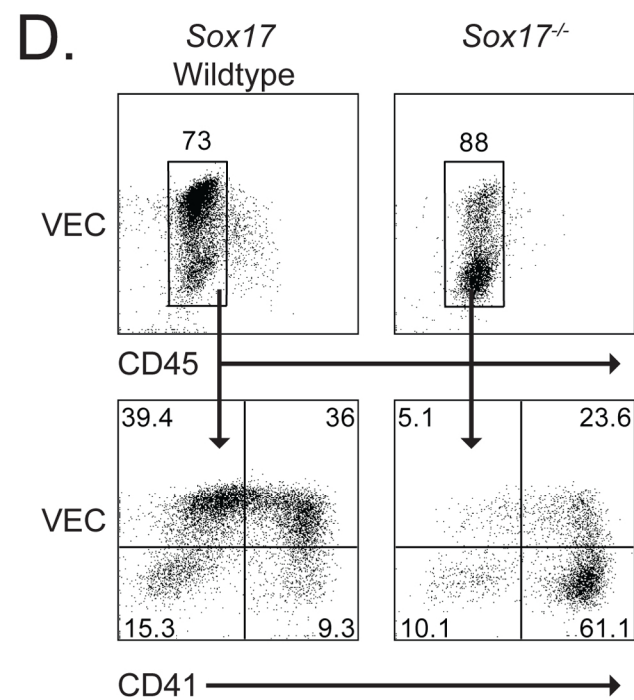 D.
Sox17 Sox17-/-
Wildtype
73 88
VEC
CD45
39.4 36 5.1 23.6
VEC
15.3 9.3 10.1 61.1
CD41